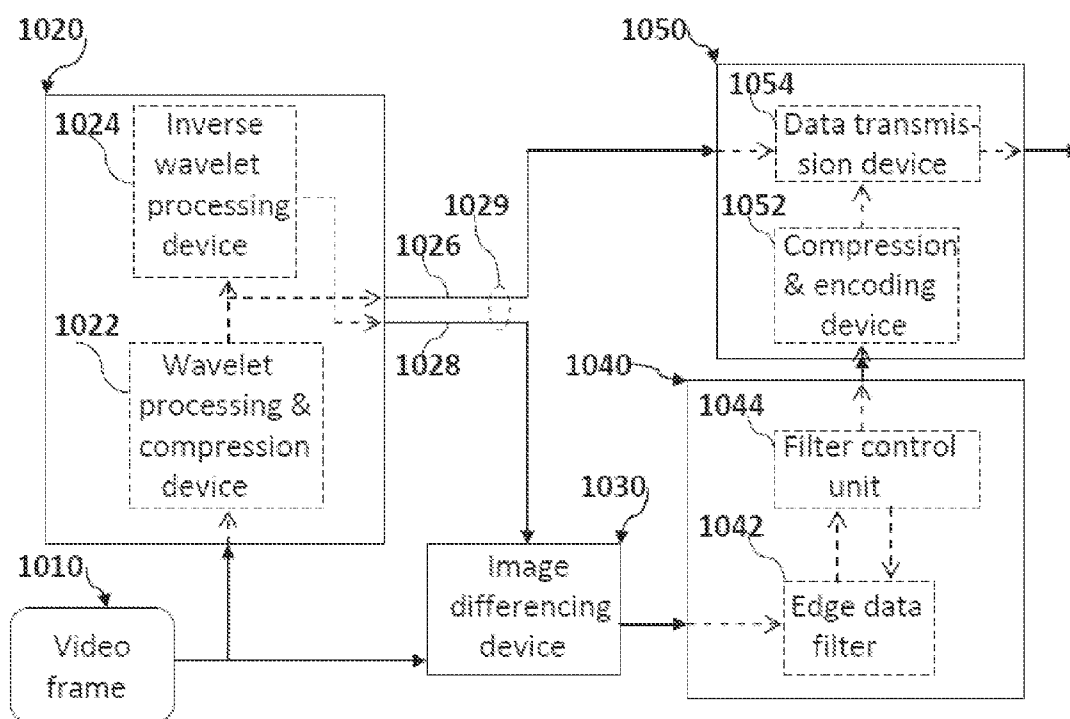 1020
1024
Inverse
wavelet
processing
device
1022
Wavelet
processing &
compression
device
1010
Video
frame
1029
1026
1028
1030
Image
differencing
device
1050
1054
Data transmis-
sion device
1052
Compression
& encoding
device
1040
1044
Filter control
unit
1042
Edge data
filter